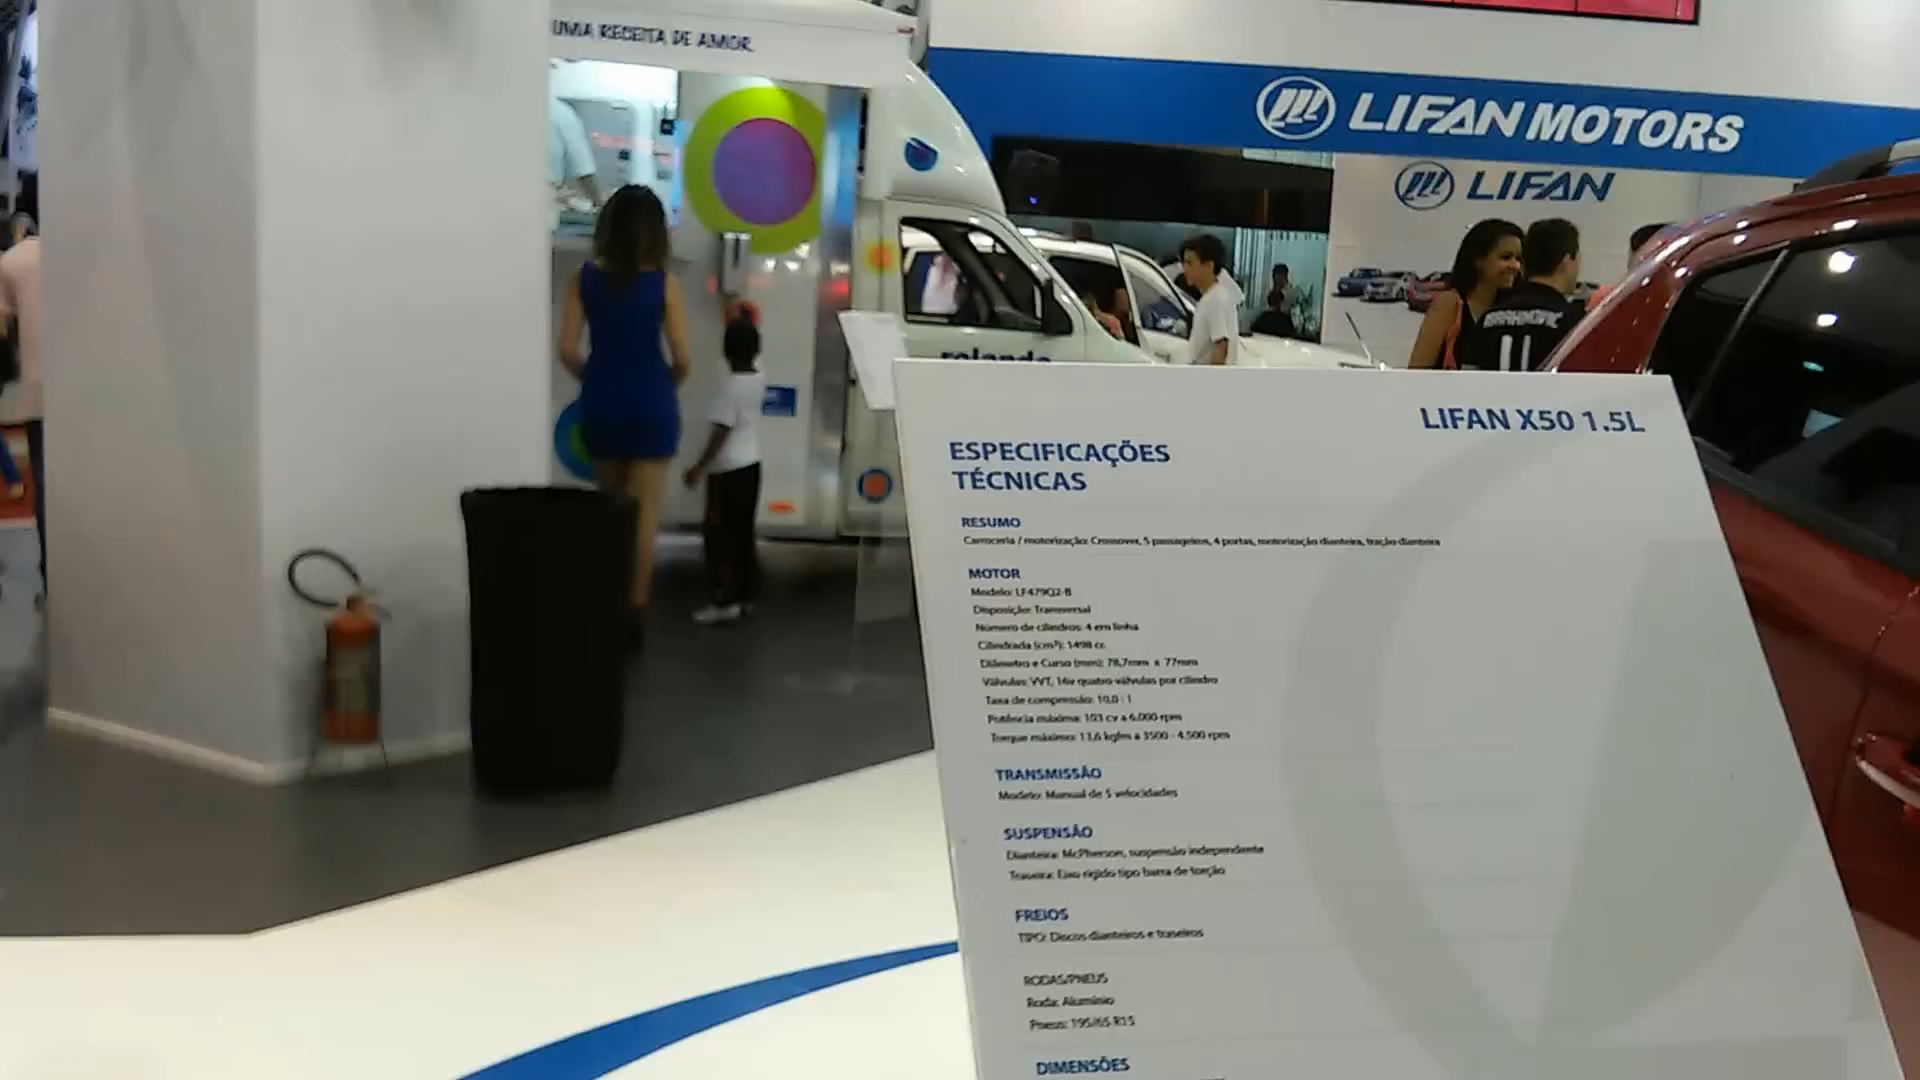 UMA RECEITA DE AMOR
LIFAN MOTORS
LIFAN
rolando
IBRAHIMOVIC
11
LIFAN X50 1.5L
ESPECIFICAÇÕES
TÉCNICAS
RESUMO
Carroceria / motorização: Crossover, 5 passageiros, 4 portas, motorização dianteira, tração dianteira
MOTOR
Modelo: LF479Q2-B
Disposição: Transversal
Número de cilindros: 4 em linha
Cilindrada (cm³): 1498 cc
Diâmetro e Curso (mm): 78,7mm x 77mm
Válvulas: VVT, 16v quatro válvulas por cilindro
Taxa de compressão: 10,0 : 1
Potência máxima: 103 cv a 6.000 rpm
Torque máximo: 13,6 kgfm a 3500 - 4.500 rpm
TRANSMISSÃO
Modelo: Manual de 5 velocidades
SUSPENSÃO
Dianteira: McPherson, suspensão independente
Traseira: Eixo rígido tipo barra de torção
FREIOS
TIPO: Discos dianteiros e traseiros
RODAS/PNEUS
Roda: Alumínio
Pneus: 195/65 R15
DIMENSÕES